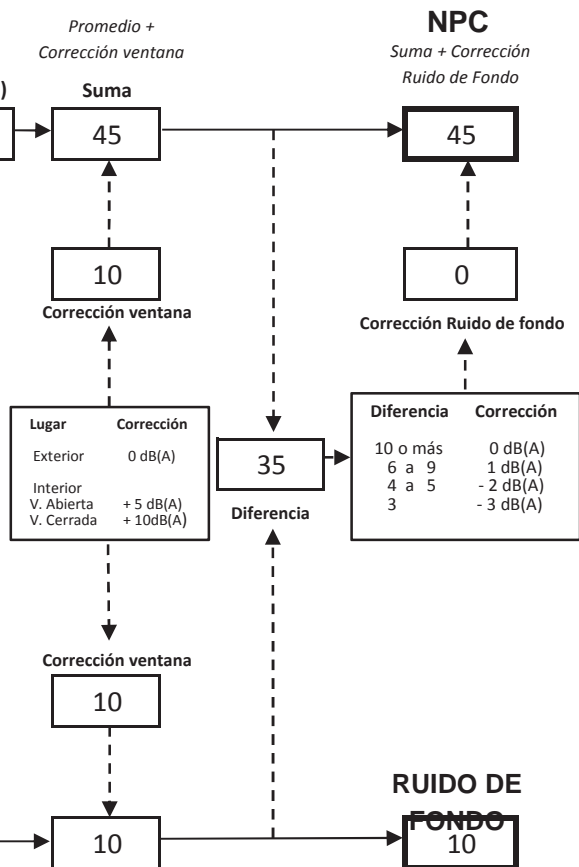 Promedio +
Corrección ventana
NPC
Suma + Corrección
Ruido de Fondo
)
Suma
45
45
10
0
Corrección ventana
Corrección Ruido de fondo
Lugar Corrección
Exterior 0 dB(A)
Interior
V. Abierta + 5 dB(A)
V. Cerrada + 10dB(A)
35
Diferencia
Diferencia Corrección
10 o más 0 dB(A)
6 a 9 1 dB(A)
4 a 5 - 2 dB(A)
3 - 3 dB(A)
Corrección ventana
10
RUIDO DE
FONDO
10
10